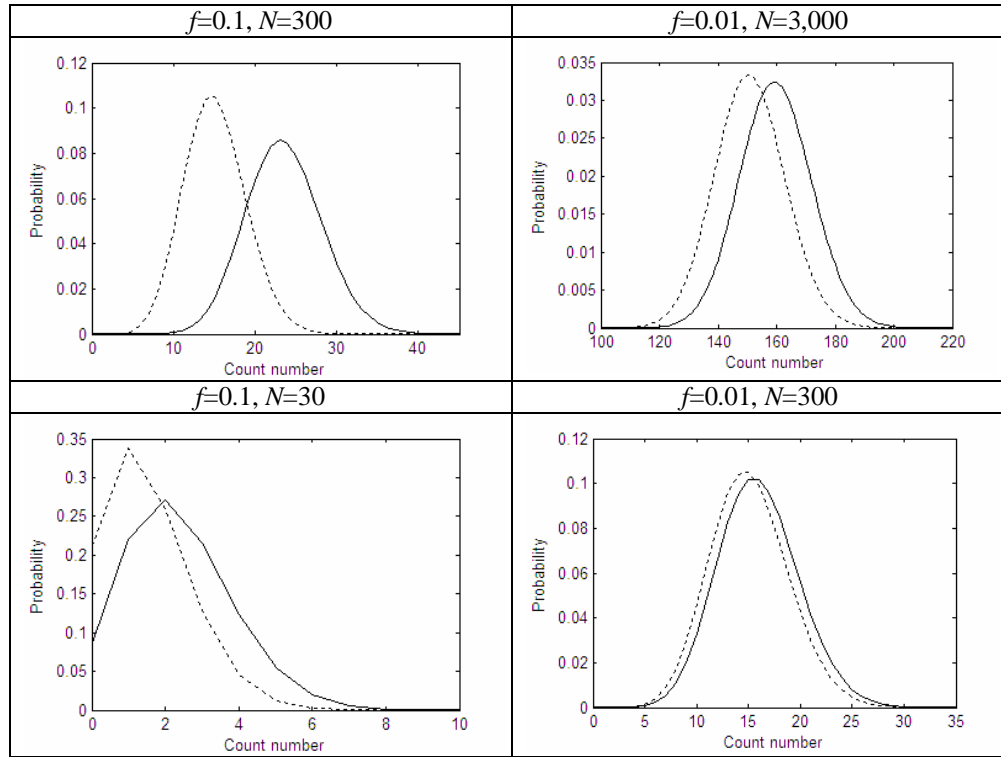 f=0.1, N=300
f=0.01, N=3,000
0.12
0.1
0.08
0.06
0.04
0.02
0
Probability
0 10 20 30 40
Count number
0.035
0.03
0.025
0.02
0.015
0.01
0.005
0
Probability
100 120 140 160 180 200 220
Count number
f=0.1, N=30
f=0.01, N=300
0.35
0.3
0.25
0.2
0.15
0.1
0.05
0
Probability
0 2 4 6 8 10
Count number
0.12
0.1
0.08
0.06
0.04
0.02
0
Probability
0 5 10 15 20 25 30 35
Count number